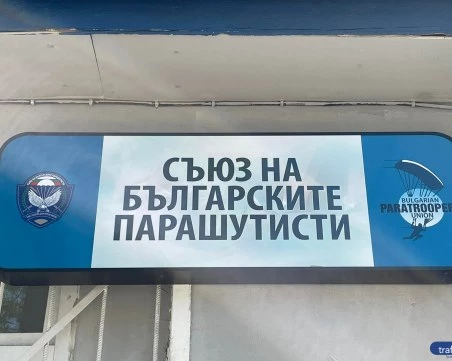 СЪЮЗ НА
БЪЛГАРСКИТЕ
ПАРАШУТИСТИ
BULGARIAN
PARATROOPER
UNION